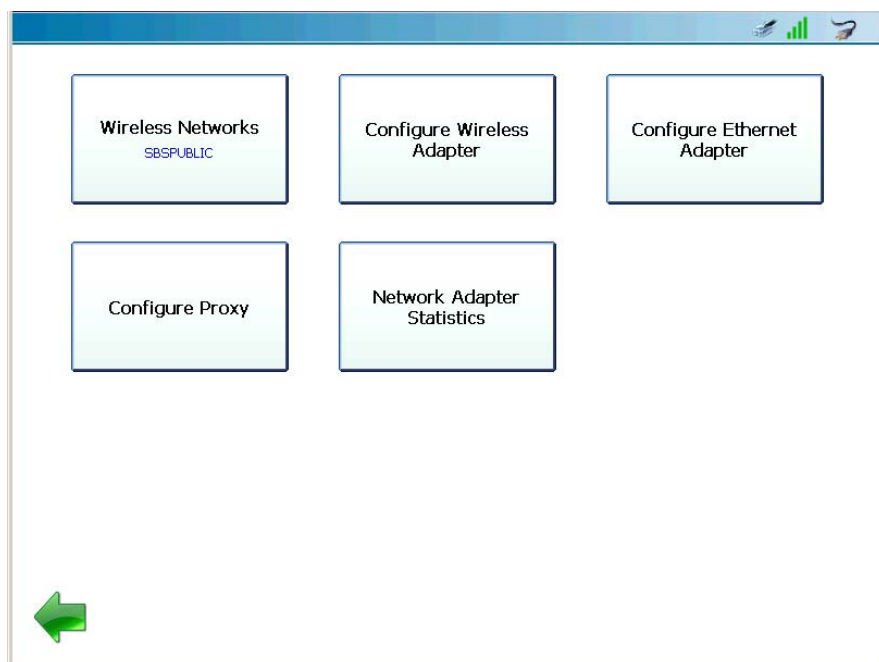 Wireless Networks
SBSPUBLIC
Configure Wireless
Adapter
Configure Ethernet
Adapter
Configure Proxy
Network Adapter
Statistics